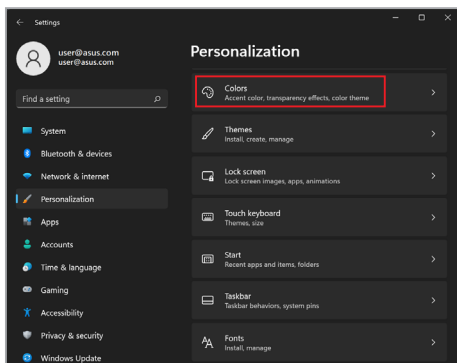 Settings
user@asus.com
user@asus.com
Find a setting
System
Bluetooth & devices
Network & internet
Personalization
Apps
Accounts
Time & language
Gaming
Accessibility
Privacy & security
Windows Update
Personalization
Colors
Accent color, transparency effects, color theme
Themes
Install, create, manage
Lock screen
Lock screen images, apps, animations
Touch keyboard
Themes, size
Start
Recent apps and items, folders
Taskbar
Taskbar behaviors, system pins
Fonts
Install, manage